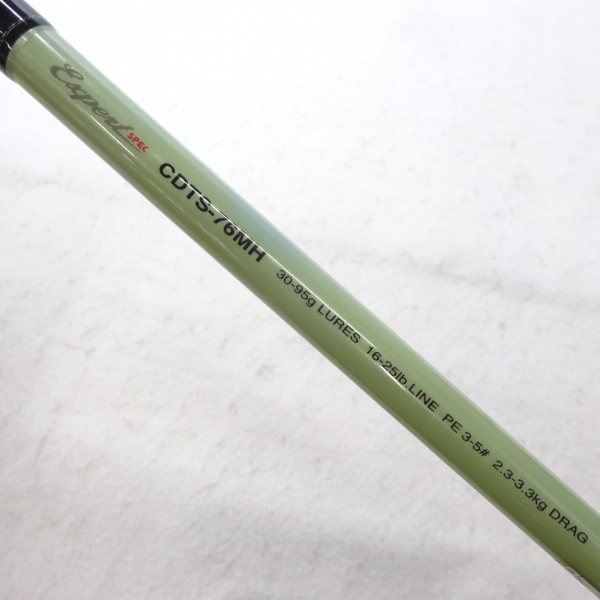 Expert SPEC
CDTS-76MH 30-95g LURES 16-25lb.LINE PE 3-5# 2.3-3.3kg DRAG